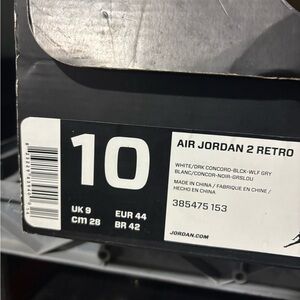 10
UK 9 EUR 44
CM 28 BR 42
AIR JORDAN 2 RETRO
WHITE/DRK CONCORD-BLCK-WLF GRY
BLANC/CONCOR-NOIR-GRSLOU
MADE IN CHINA / FABRIQUE EN CHINE /
HECHO EN CHINA
385475 153
JORDAN.COM